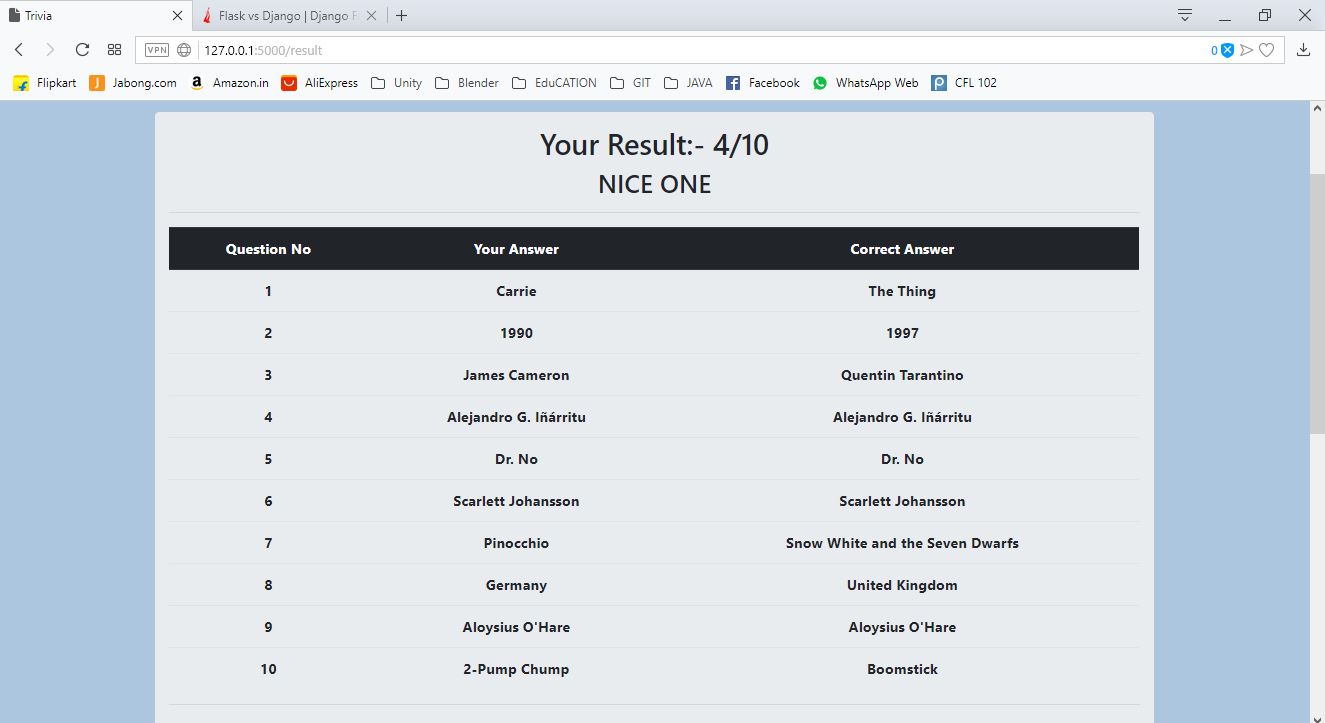 Trivia
Flask vs Django | Django F
VPN 127.0.0.1:5000/result 0
Flipkart Jabong.com Amazon.in AliExpress Unity Blender EduCATION GIT JAVA Facebook WhatsApp Web CFL 102
Your Result:- 4/10
NICE ONE
Question No Your Answer Correct Answer
1 Carrie The Thing
2 1990 1997
3 James Cameron Quentin Tarantino
4 Alejandro G. Iñárritu Alejandro G. Iñárritu
5 Dr. No Dr. No
6 Scarlett Johansson Scarlett Johansson
7 Pinocchio Snow White and the Seven Dwarfs
8 Germany United Kingdom
9 Aloysius O'Hare Aloysius O'Hare
10 2-Pump Chump Boomstick